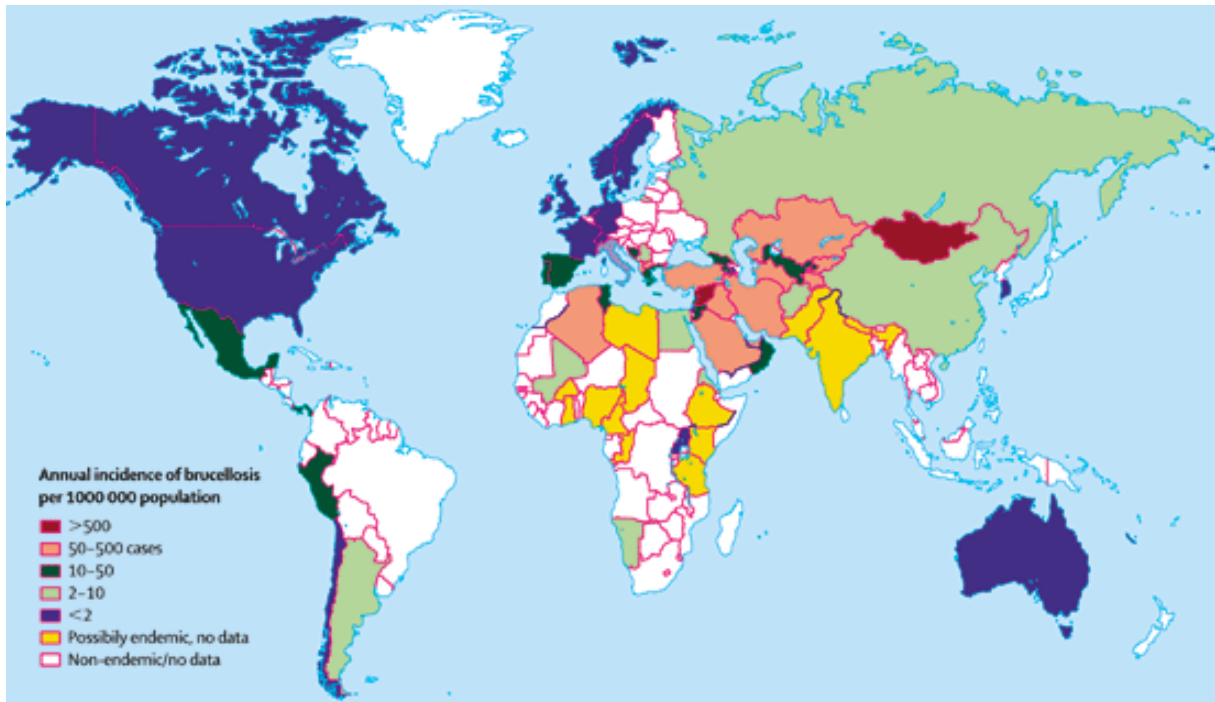 Annual incidence of brucellosis
per 1000 000 population
>500
50–500 cases
10–50
2–10
<2
Possibily endemic, no data
Non-endemic/no data